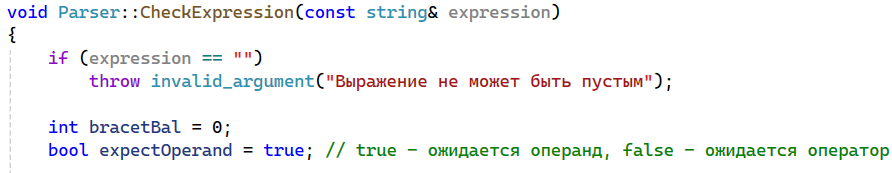 void Parser::CheckExpression(const string& expression)
{
if (expression == "")
throw invalid_argument("Выражение не может быть пустым");
int bracetBal = 0;
bool expectOperand = true; // true - ожидается операнд, false - ожидается оператор